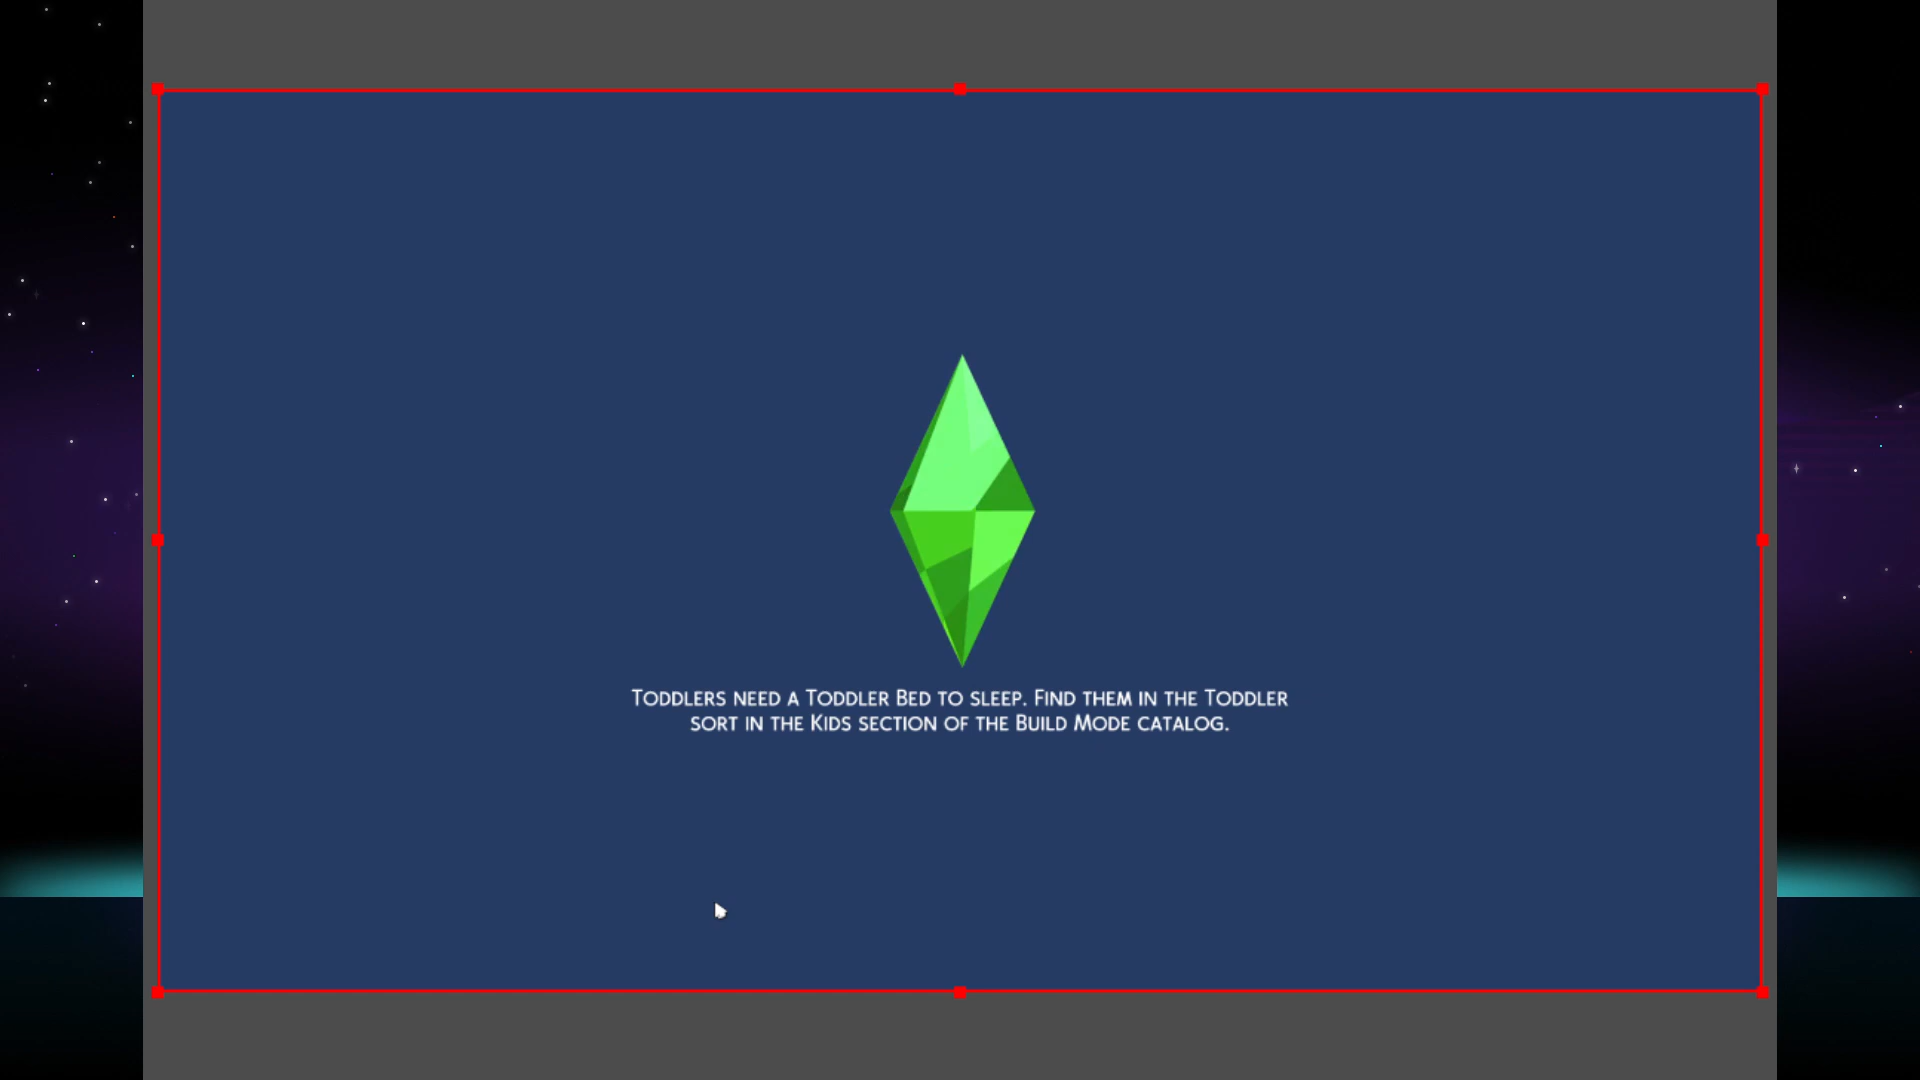 Toddlers need a Toddler Bed to sleep. Find them in the Toddler
sort in the Kids section of the Build Mode catalog.